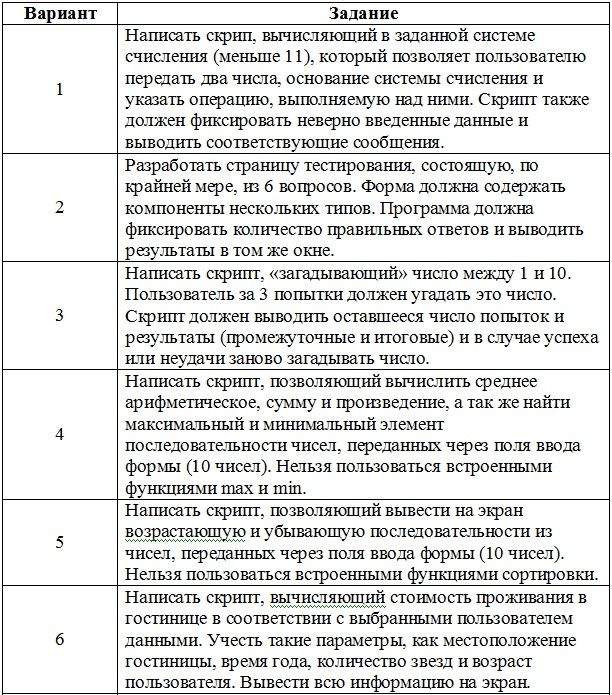 Вариант Задание
1
Написать скрип, вычисляющий в заданной системе
счисления (меньше 11), который позволяет пользователю
передать два числа, основание системы счисления и
указать операцию, выполняемую над ними. Скрипт также
должен фиксировать неверно введенные данные и
выводить соответствующие сообщения.
2
Разработать страницу тестирования, состоящую, по
крайней мере, из 6 вопросов. Форма должна содержать
компоненты нескольких типов. Программа должна
фиксировать количество правильных ответов и выводить
результаты в том же окне.
3
Написать скрипт, «загадывающий» число между 1 и 10.
Пользователь за 3 попытки должен угадать это число.
Скрипт должен выводить оставшееся число попыток и
результаты (промежуточные и итоговые) и в случае успеха
или неудачи заново загадывать число.
4
Написать скрипт, позволяющий вычислить среднее
арифметическое, сумму и произведение, а так же найти
максимальный и минимальный элемент
последовательности чисел, переданных через поля ввода
формы (10 чисел). Нельзя пользоваться встроенными
функциями max и min.
5
Написать скрипт, позволяющий вывести на экран
возрастающую и убывающую последовательности из
чисел, переданных через поля ввода формы (10 чисел).
Нельзя пользоваться встроенными функциями сортировки.
6
Написать скрипт, вычисляющий стоимость проживания в
гостинице в соответствии с выбранными пользователем
данными. Учесть такие параметры, как местоположение
гостиницы, время года, количество звезд и возраст
пользователя. Вывести всю информацию на экран.